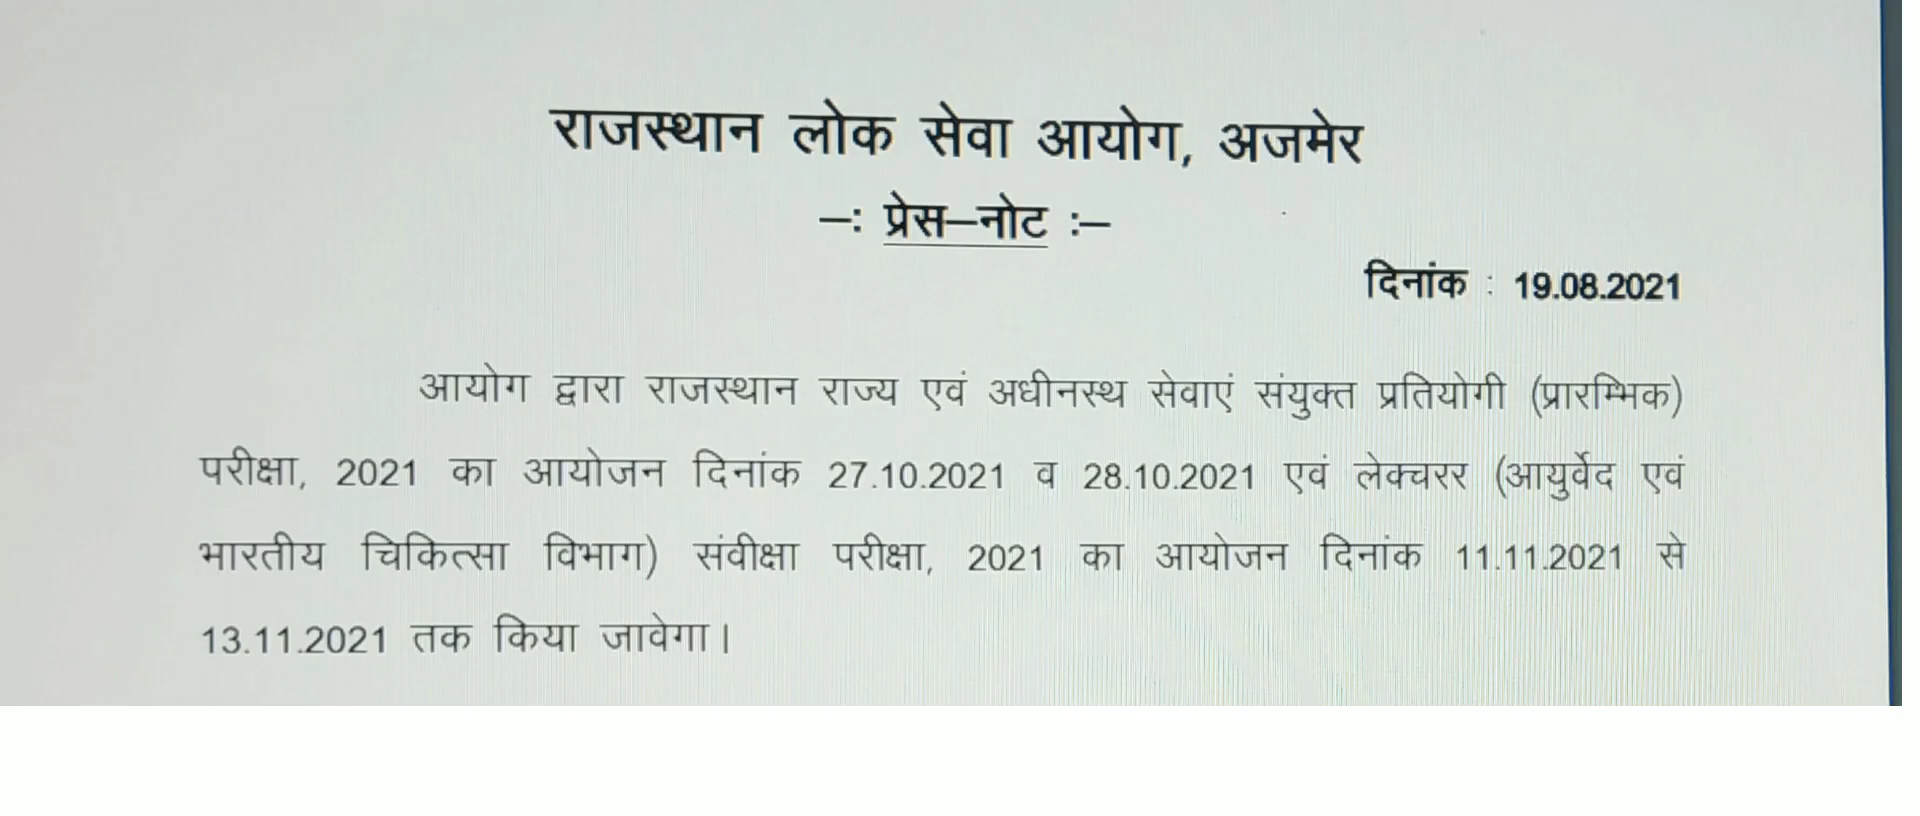 राजस्थान लोक सेवा आयोग, अजमेर
–: प्रेस–नोट :–
दिनांक : 19.08.2021
आयोग द्वारा राजस्थान राज्य एवं अधीनस्थ सेवाएं संयुक्त प्रतियोगी (प्रारम्भिक)
परीक्षा, 2021 का आयोजन दिनांक 27.10.2021 व 28.10.2021 एवं लेक्चरर (आयुर्वेद एवं
भारतीय चिकित्सा विभाग) संवीक्षा परीक्षा, 2021 का आयोजन दिनांक 11.11.2021 से
13.11.2021 तक किया जावेगा।